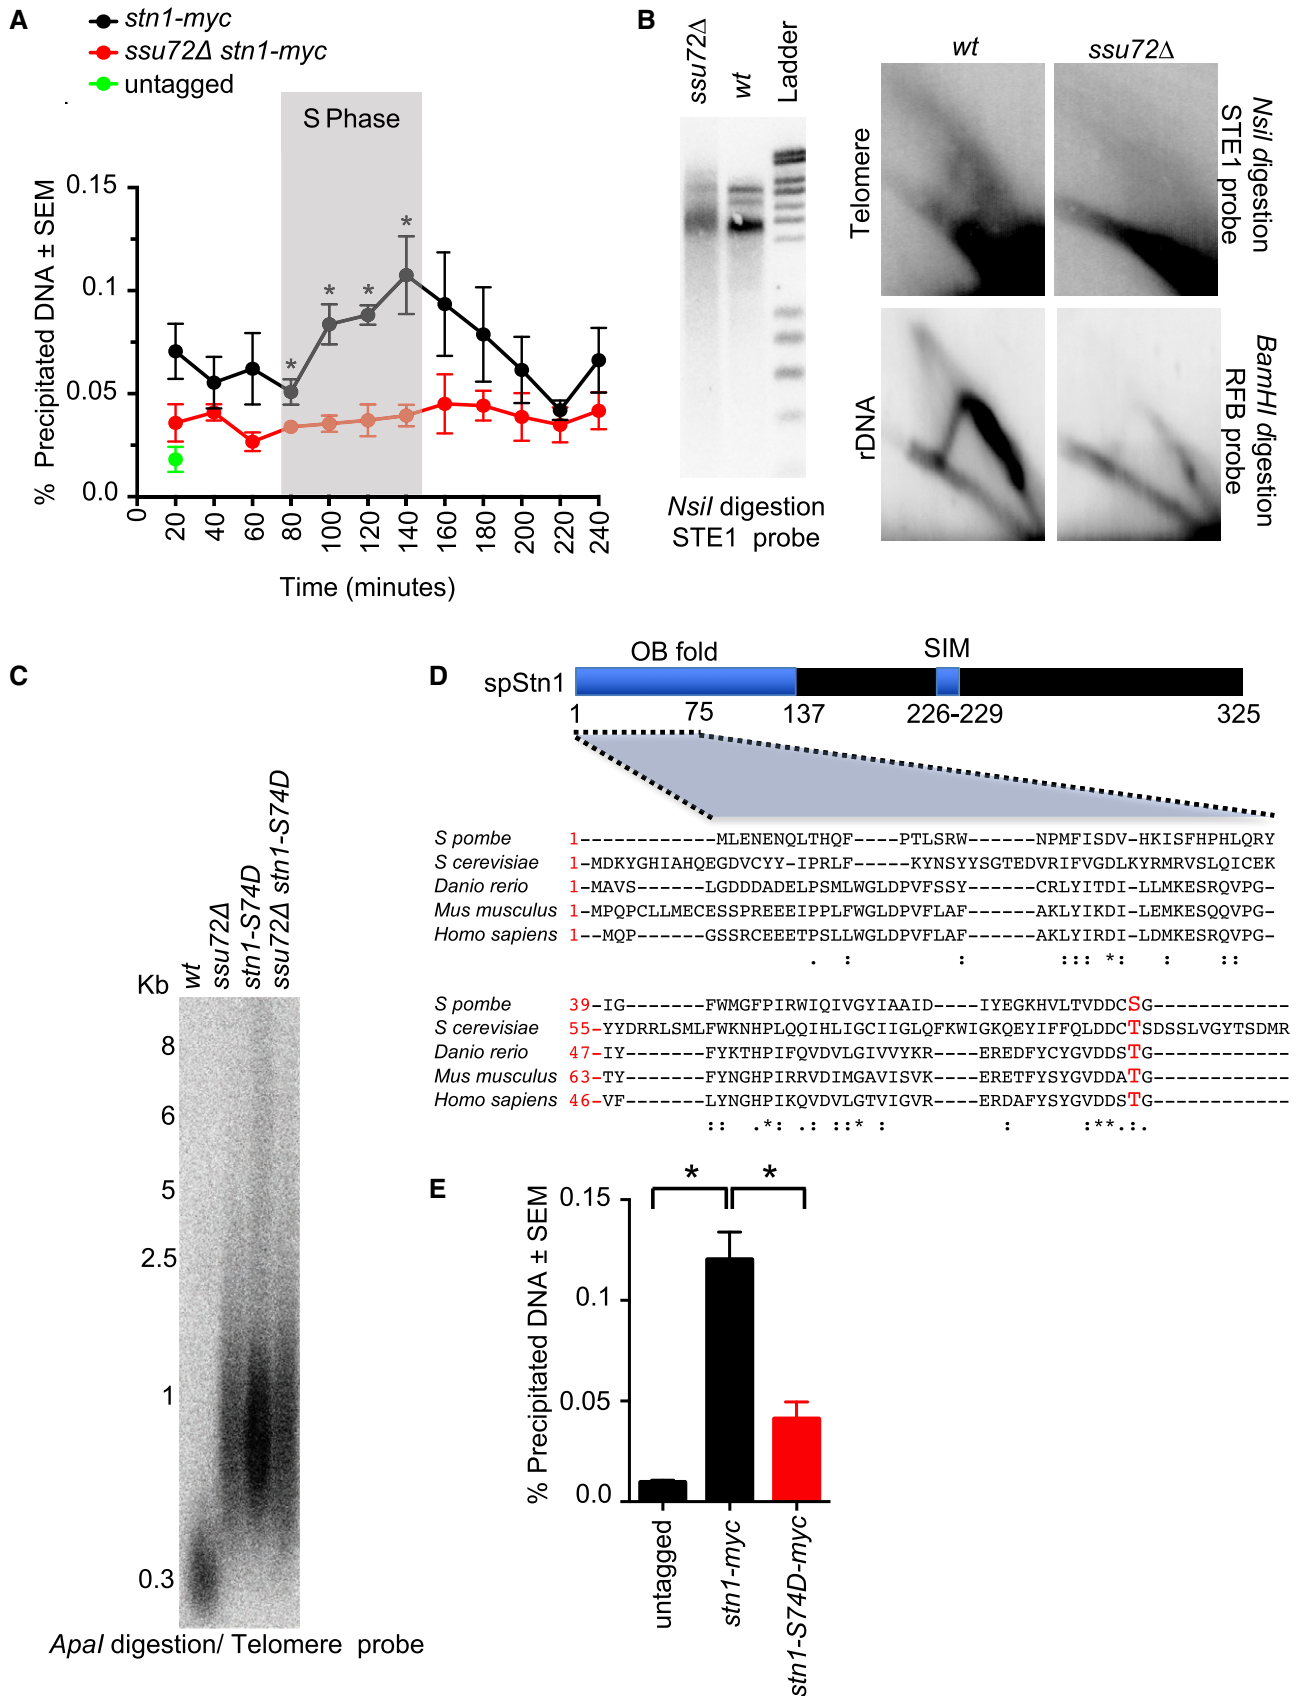 A
stn1-myc
ssu72Δ stn1-myc
untagged
S Phase
% Precipitated DNA ± SEM
0.15
0.1
0.05
0.0
* * * *
0 20 40 60 80 100 120 140 160 180 200 220 240
Time (minutes)
B
ssu72Δ wt Ladder
NsiI digestion
STE1 probe
wt ssu72Δ
Telomere
NsiI digestion
STE1 probe
rDNA
BamHI digestion
RFB probe
C
wt ssu72Δ stn1-S74D ssu72Δ stn1-S74D
Kb
8
6
5
2.5
1
0.3
ApaI digestion/ Telomere probe
D
OB fold SIM
spStn1
1 75 137 226-229 325
S pombe 1--------------MLENENQLTHQF----PTLSRW-------NPMFISDV-HKISFHPHLQRY
S cerevisiae 1-MDKYGHIAHQEGDVCYY-IPRLF-----KYNSYYSGTEDVRIFVGDLKYRMRVSLQICEK
Danio rerio 1-MAVS------LGDDDADELPSMLWGLDPVFSSY------CRLYITDI-LLMKESRQVPG-
Mus musculus 1-MPQPCLLMECESSPREEEIPPLFWGLDPVFLAF------AKLYIKDI-LEMKESQQVPG-
Homo sapiens 1--MQP-------GSSRCEEETPSLLWGLDPVFLAF------AKLYIRDI-LDMKESRQVPG-
. : : ::: *: : ::
S pombe 39-IG--------FWMGFPIRWIQIVGYIAAID----IYEGKHVLTVDDCSG------------
S cerevisiae 55-YYDRRLSMLFWKNHPLQQIHLIGCIIGLQFKWIGKQEYIFFQLDDCTSDSSLVGYTSDMR
Danio rerio 47-IY--------FYKTHPIFQVDVLGIVVYKR----EREDFYCYGVDDSTG------------
Mus musculus 63-TY--------FYNGHPIRRVDIMGAVISVK----ERETFYSYGVDDATG------------
Homo sapiens 46-VF--------LYNGHPIKQVDVLGTVIGVR----ERDAFYSYGVDDSTG------------
:: .*: .: ::* : : :**.:.
E
% Precipitated DNA ± SEM
0.15
0.1
0.05
0.0
* *
untagged stn1-myc stn1-S74D-myc